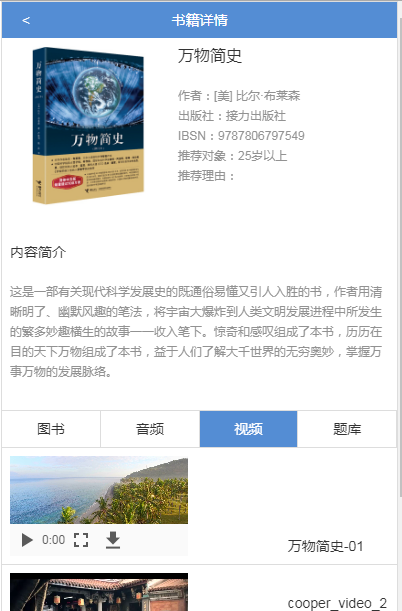 < 书籍详情
万物简史
作者：[美] 比尔·布莱森
出版社：接力出版社
IBSN：9787806797549
推荐对象：25岁以上
推荐理由：
万物简史
内容简介
这是一部有关现代科学发展史的既通俗易懂又引人入胜的书，作者用清
晰明了、幽默风趣的笔法，将宇宙大爆炸到人类文明发展进程中所发生
的繁多妙趣横生的故事一一收入笔下。惊奇和感叹组成了本书，历历在
目的天下万物组成了本书，益于人们了解大千世界的无穷奥妙，掌握万
事万物的发展脉络。
图书 音频 视频 题库
0:00
万物简史-01
cooper_video_2